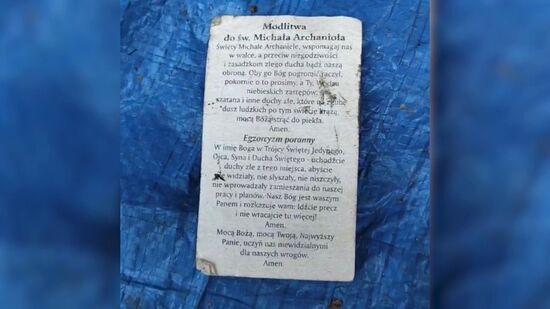 Modlitwa
do św. Michała Archanioła
Święty Michale Archaniele, wspomagaj nas
w walce, a przeciw niegodziwości
i zasadzkom złego ducha bądź naszą
obroną. Oby go Bóg pogromić raczył,
pokornie o to prosimy, a Ty, Wodzu
niebieskich zastępów,
szatana i inne duchy złe, które na zgubę
dusz ludzkich po tym świecie krążą,
mocą Bożą strąć do piekła.
Amen.
Egzorcyzm poranny
W imię Boga w Trójcy Świętej Jedynego,
Ojca, Syna i Ducha Świętego - uchodźcie
duchy złe z tego miejsca, abyście
nie widziały, nie słyszały, nie niszczyły,
nie wprowadzały zamieszania do naszej
pracy i planów. Nasz Bóg jest waszym
Panem i rozkazuje wam: Idźcie precz
i nie wracajcie tu więcej!
Amen.
Mocą Bożą, mocą Twoją, Najwyższy
Panie, uczyń nas niewidzialnymi
dla naszych wrogów.
Amen.